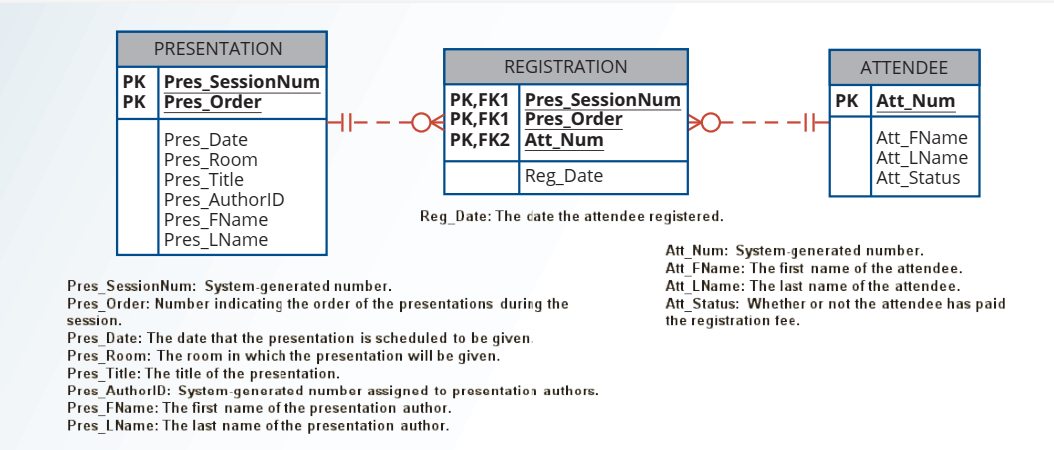 PRESENTATION
PK Pres_SessionNum
PK Pres_Order
Pres_Date
Pres_Room
Pres_Title
Pres_AuthorID
Pres_FName
Pres_LName
REGISTRATION
PK,FK1 Pres_SessionNum
PK,FK1 Pres_Order
PK,FK2 Att_Num
Reg_Date
ATTENDEE
PK Att_Num
Att_FName
Att_LName
Att_Status
Reg_Date: The date the attendee registered.
Att_Num: System-generated number.
Att_FName: The first name of the attendee.
Att_LName: The last name of the attendee.
Att_Status: Whether or not the attendee has paid
the registration fee.
Pres_SessionNum: System-generated number.
Pres_Order: Number indicating the order of the presentations during the
session.
Pres_Date: The date that the presentation is scheduled to be given.
Pres_Room: The room in which the presentation will be given.
Pres_Title: The title of the presentation.
Pres_AuthorID: System-generated number assigned to presentation authors.
Pres_FName: The first name of the presentation author.
Pres_LName: The last name of the presentation author.